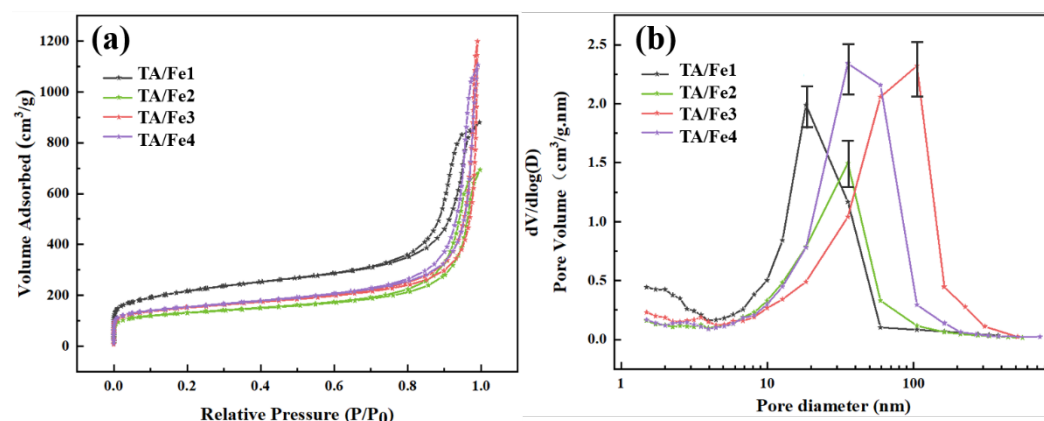 (a)
TA/Fe1
TA/Fe2
TA/Fe3
TA/Fe4
1200
1000
800
600
400
200
0
Volume Adsorbed (cm³/g)
0.0 0.2 0.4 0.6 0.8 1.0
Relative Pressure (P/P₀)
(b)
TA/Fe1
TA/Fe2
TA/Fe3
TA/Fe4
2.5
2.0
1.5
1.0
0.5
0.0
dV/dlog(D)
Pore Volume（cm³/g.nm)
1 10 100
Pore diameter (nm)